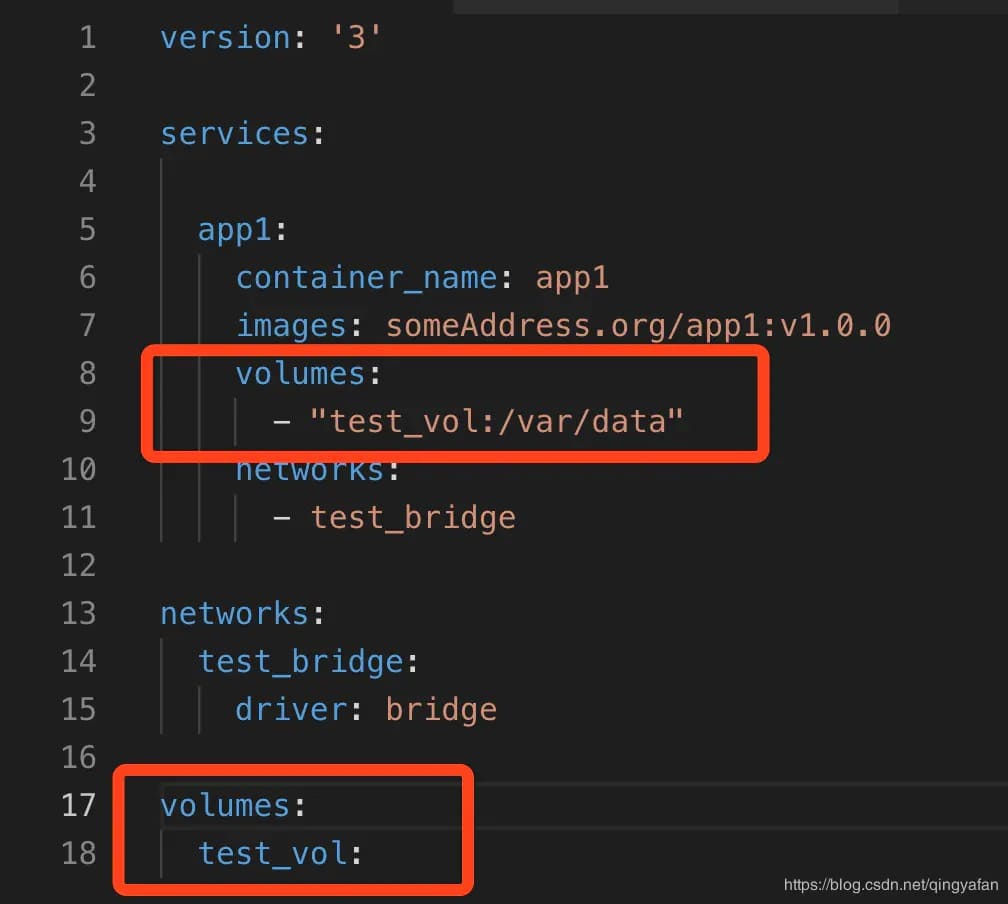 1 version: '3'
2
3 services:
4
5 app1:
6 container_name: app1
7 images: someAddress.org/app1:v1.0.0
8 volumes:
9 - "test_vol:/var/data"
10 networks:
11 - test_bridge
12
13 networks:
14 test_bridge:
15 driver: bridge
16
17 volumes:
18 test_vol:
https://blog.csdn.net/qingyafan